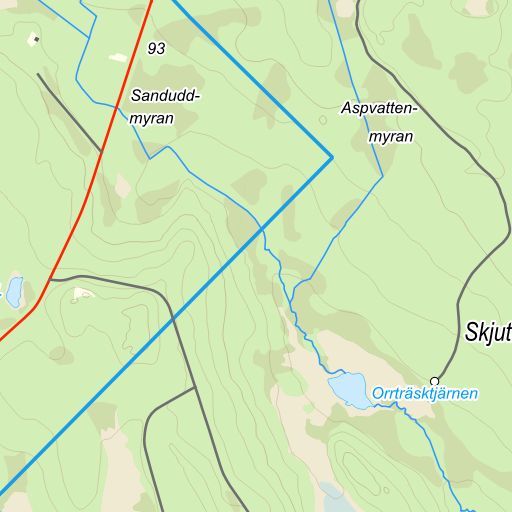 93
Sandudd-
myran
Aspvatten-
myran
Skjut
Orrträsktjärnen